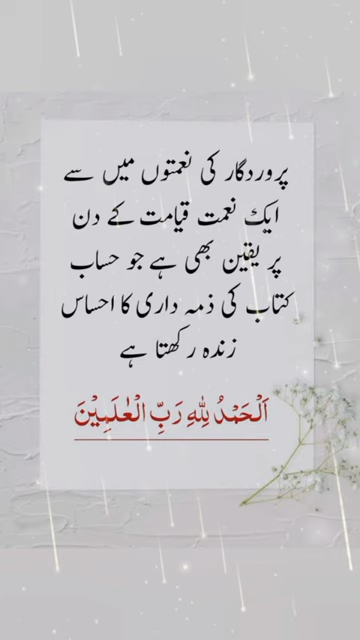 پروردگار کی نعمتوں میں سے
ایک نعمت قیامت کے دن
پر یقین بھی ہے جو حساب
کتاب کی ذمہ داری کا احساس
زندہ رکھتا ہے
اَلْحَمْدُ لِلّٰهِ رَبِّ الْعٰلَمِيْنَ